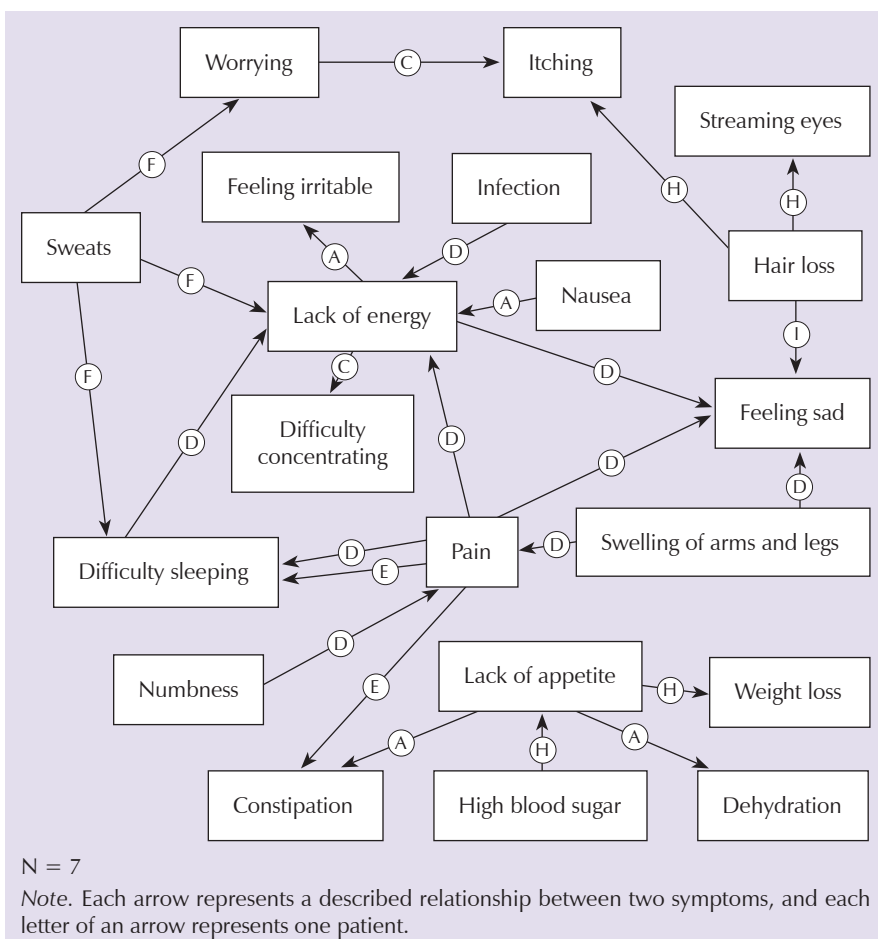 Worrying
C
Itching
Streaming eyes
F
Feeling irritable
Infection
H
H
Sweats
A
D
Hair loss
F
Lack of energy
A
Nausea
I
F
C
D
Feeling sad
Difficulty
concentrating
D
D
D
D
Swelling of arms and legs
Pain
D
D
E
Difficulty sleeping
D
Numbness
E
Lack of appetite
H
Weight loss
A
H
A
Constipation
High blood sugar
Dehydration
N = 7
Note. Each arrow represents a described relationship between two symptoms, and each
letter of an arrow represents one patient.